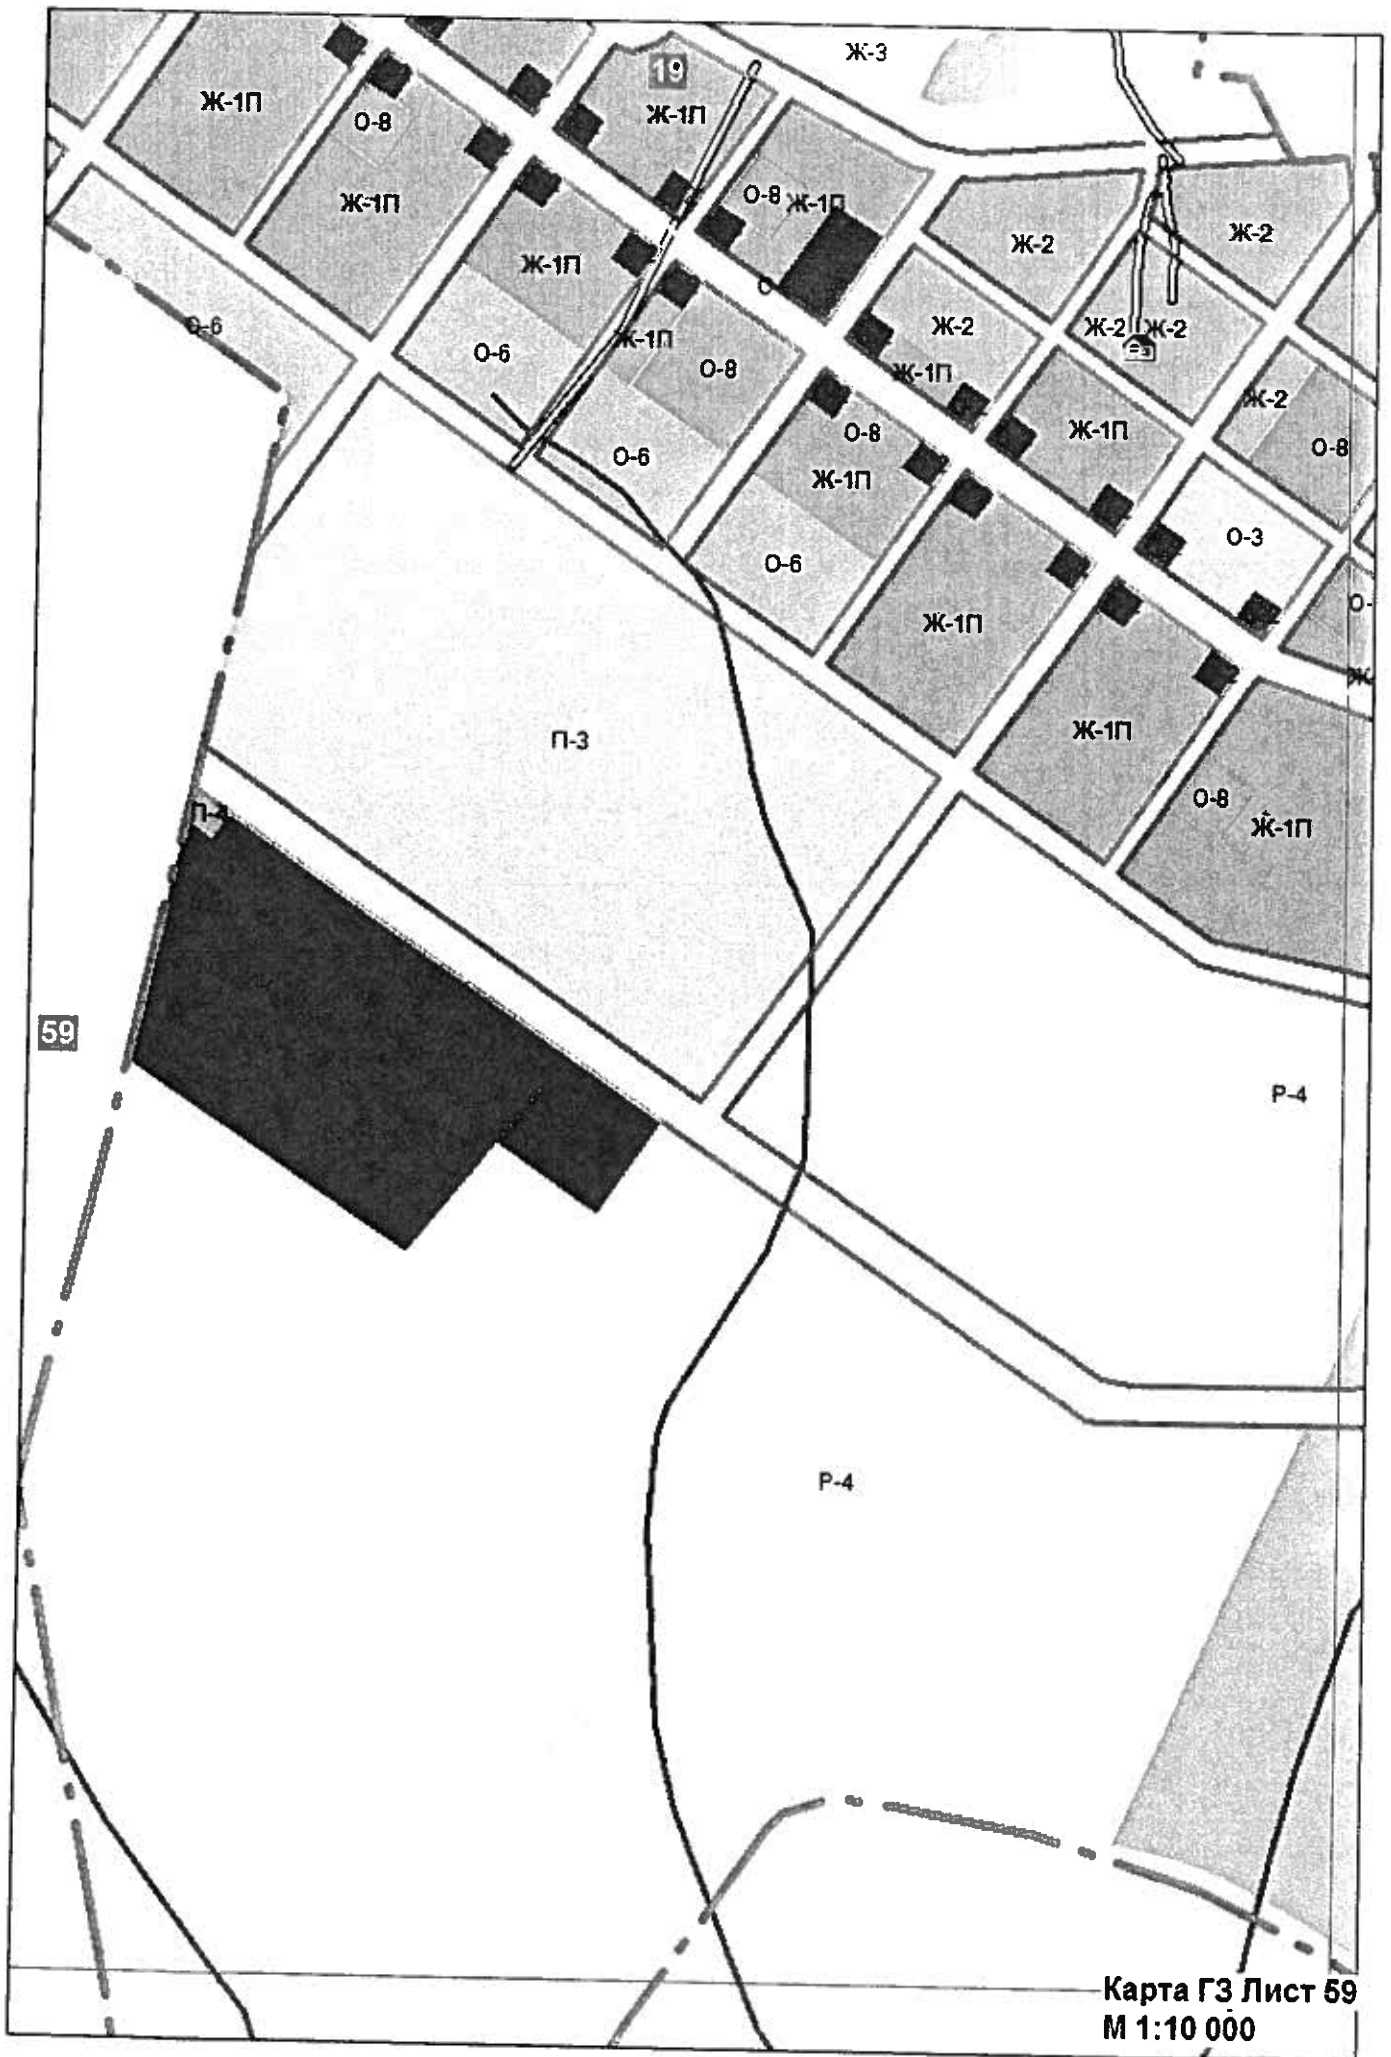 Ж-3
19
Ж-1П
Ж-1П
О-8
Ж-1П
О-8
Ж-1П
Ж-2
Ж-2
Ж-1П
О-6
Ж-2
Ж-2
Ж-2
Ж-1П
О-6
О-8
Ж-1П
Ж-2
О-8
Ж-1П
О-8
О-6
Ж-1П
О-3
О-6
Ж-1П
П-3
Ж-1П
О-8
Ж-1П
59
Р-4
Р-4
Карта ГЗ Лист 59
М 1:10 000